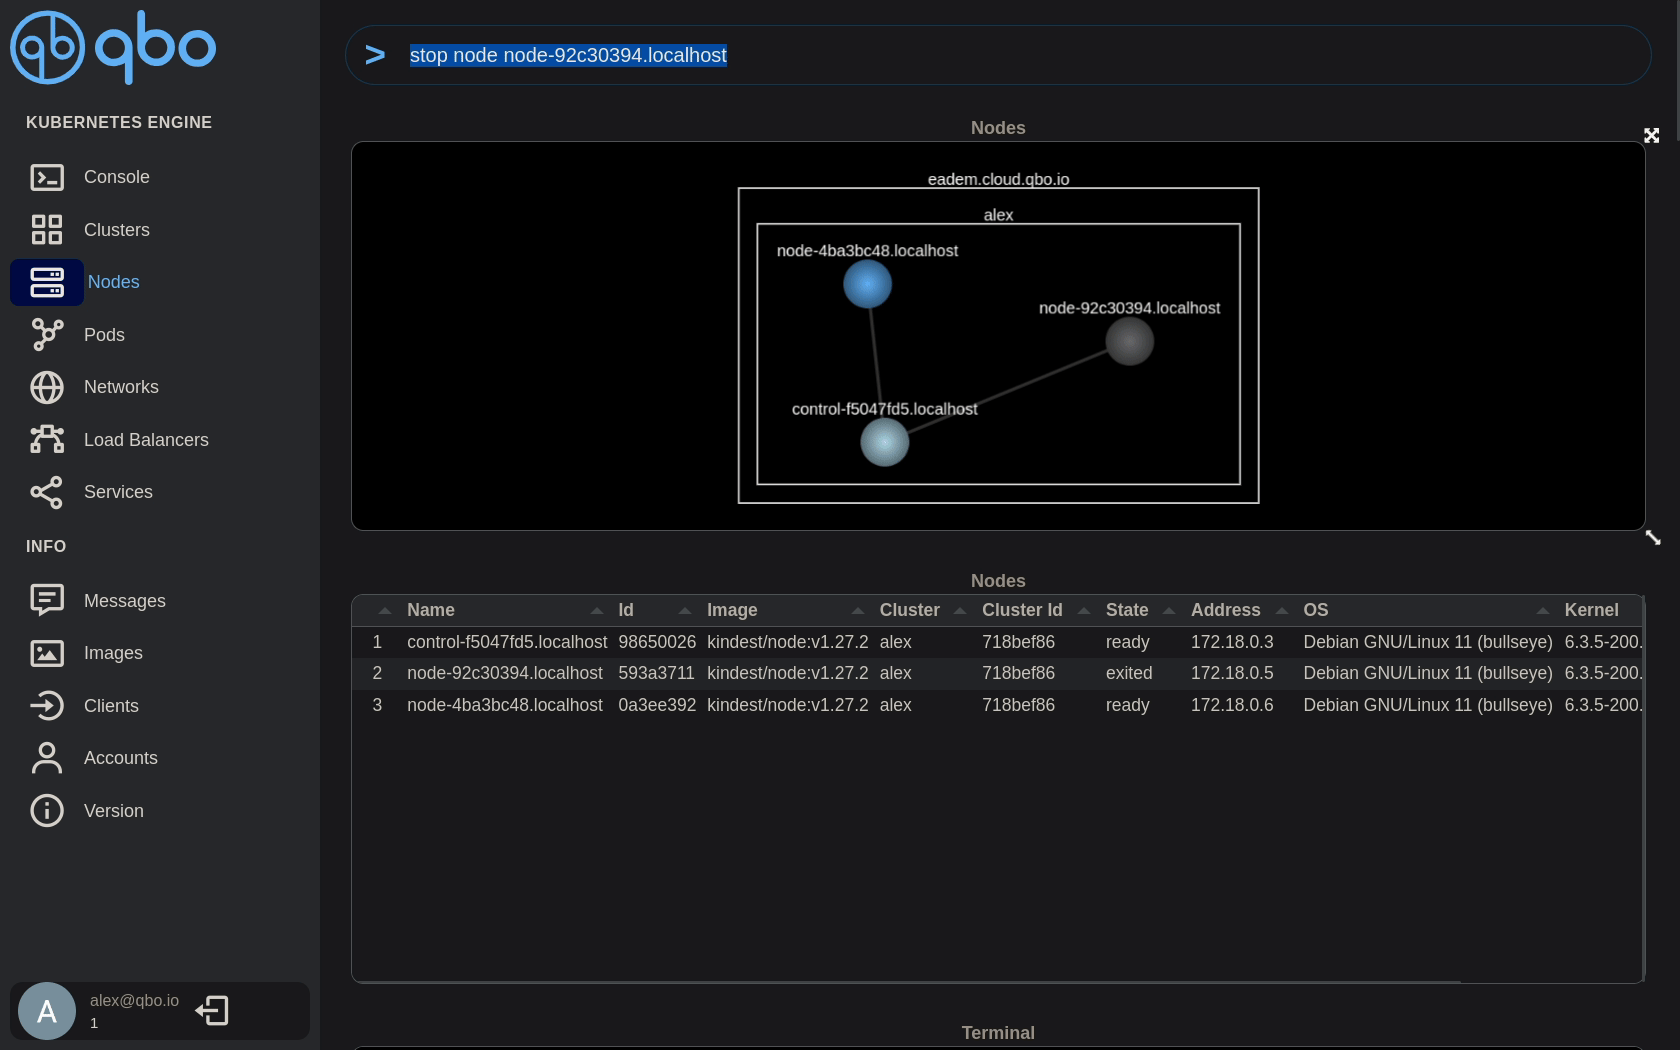 qbo
> stop node node-92c30394.localhost
KUBERNETES ENGINE
Console
Clusters
Nodes
Pods
Networks
Load Balancers
Services
INFO
Messages
Images
Clients
Accounts
Version
A
alex@qbo.io
1
Nodes
eadem.cloud.qbo.io
alex
node-4ba3bc48.localhost
node-92c30394.localhost
control-f5047fd5.localhost
Nodes
Name Id Image Cluster Cluster Id State Address OS Kernel
1 control-f5047fd5.localhost 98650026 kindest/node:v1.27.2 alex 718bef86 ready 172.18.0.3 Debian GNU/Linux 11 (bullseye) 6.3.5-200.
2 node-92c30394.localhost 593a3711 kindest/node:v1.27.2 alex 718bef86 exited 172.18.0.5 Debian GNU/Linux 11 (bullseye) 6.3.5-200.
3 node-4ba3bc48.localhost 0a3ee392 kindest/node:v1.27.2 alex 718bef86 ready 172.18.0.6 Debian GNU/Linux 11 (bullseye) 6.3.5-200.
Terminal